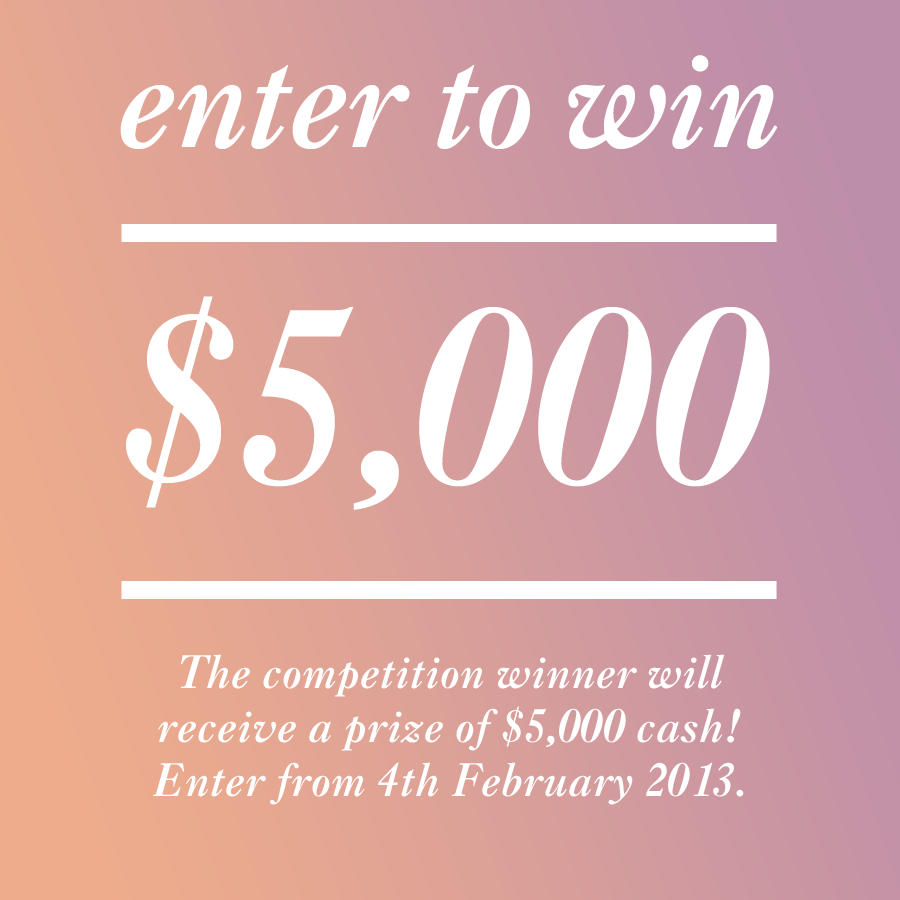 enter to win
$5,000
The competition winner will
receive a prize of $5,000 cash!
Enter from 4th February 2013.